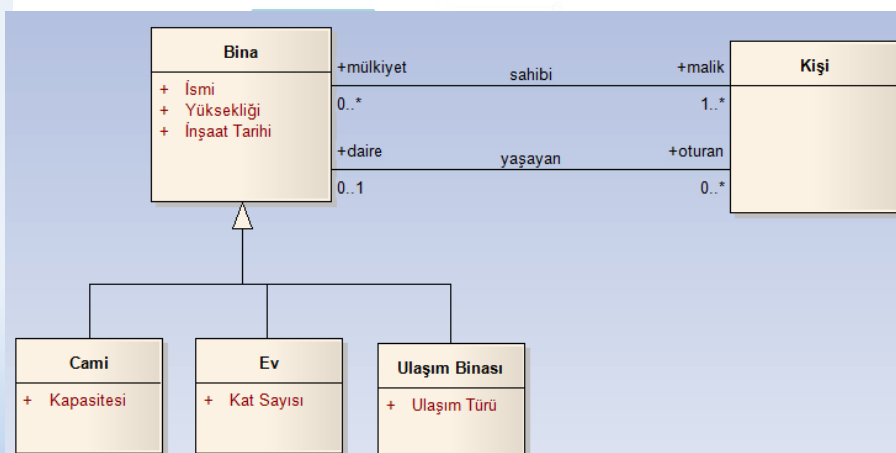 Bina
+ İsmi
+ Yüksekliği
+ İnşaat Tarihi
+mülkiyet
sahibi
+malik
0..*
1..*
+daire
yaşayan
+oturan
0..1
0..*
Kişi
Cami
+ Kapasitesi
Ev
+ Kat Sayısı
Ulaşım Binası
+ Ulaşım Türü